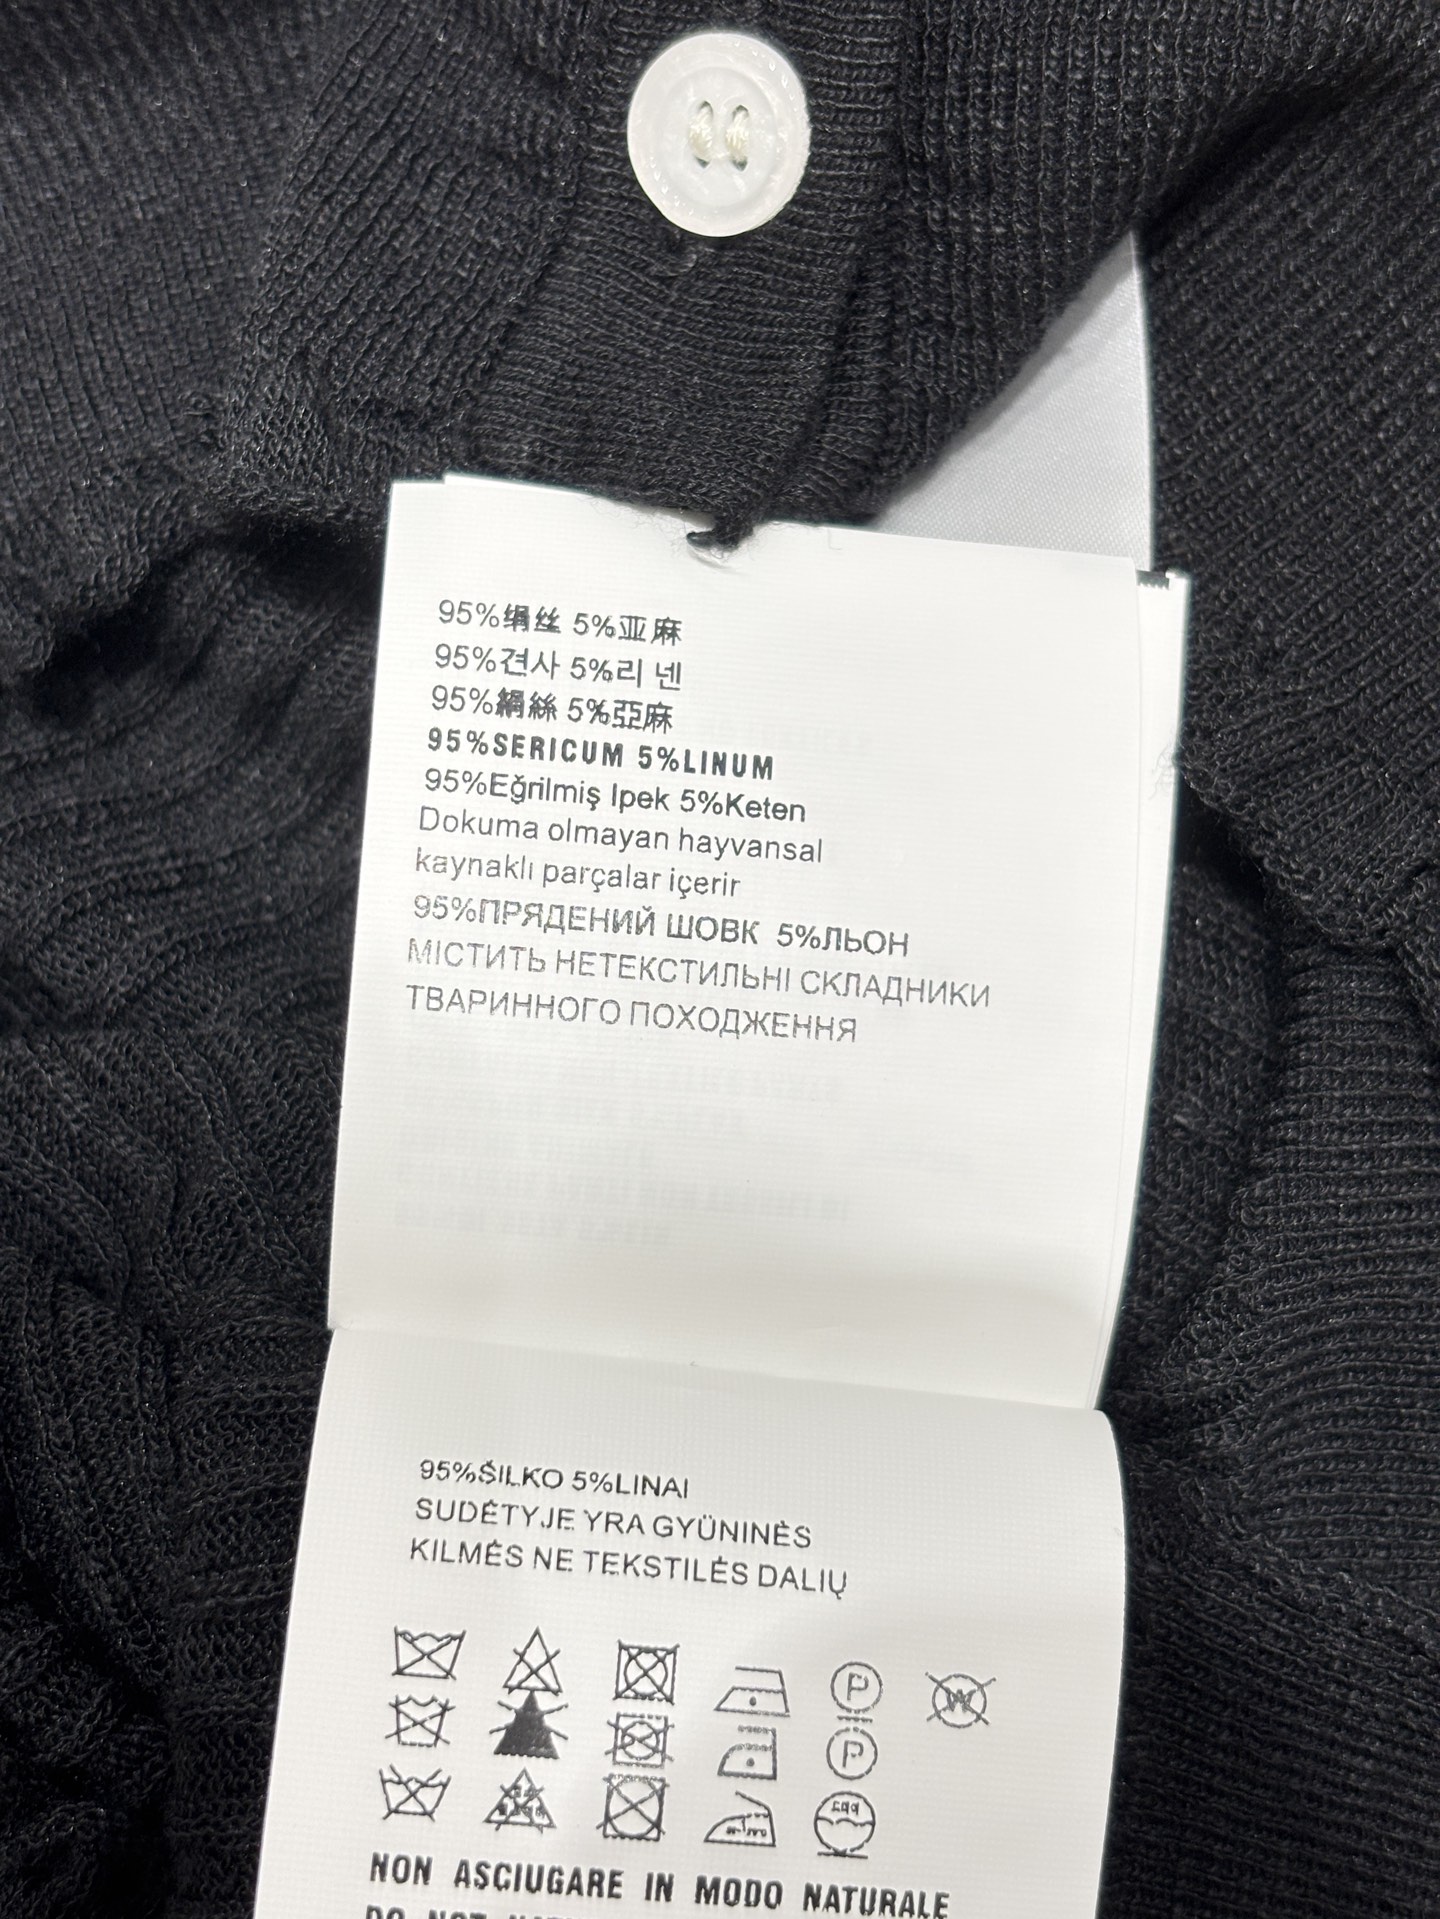 95%绢丝 5%亚麻
95%견사 5%리넨
95%絹絲 5%亞麻
95%SERICUM 5%LINUM
95%Eğrilmiş Ipek 5%Keten
Dokuma olmayan hayvansal
kaynaklı parçalar içerir
95%ПРЯДЕНИЙ ШОВК 5%ЛЬОН
МІСТИТЬ НЕТЕКСТИЛЬНІ СКЛАДНИКИ
ТВАРИННОГО ПОХОДЖЕННЯ
95%ŠILKO 5%LINAI
SUDĖTYJE YRA GYŪNINĖS
KILMĖS NE TEKSTILĖS DALIŲ
P W
P
NON ASCIUGARE IN MODO NATURALE
DO NOT